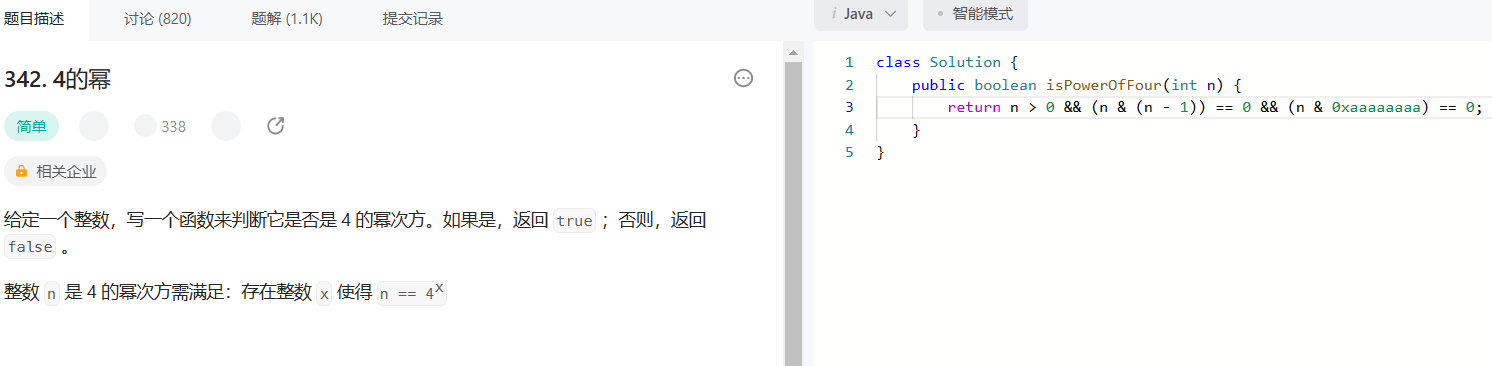 题目描述 讨论 (820) 题解 (1.1K) 提交记录
342. 4的幂
简单 338
相关企业
给定一个整数，写一个函数来判断它是否是 4 的幂次方。如果是，返回 true ；否则，返回
false 。
整数 n 是 4 的幂次方需满足：存在整数 x 使得 n == 4ˣ
i Java 智能模式
1 class Solution {
2 public boolean isPowerOfFour(int n) {
3 return n > 0 && (n & (n - 1)) == 0 && (n & 0xaaaaaaaa) == 0;
4 }
5 }